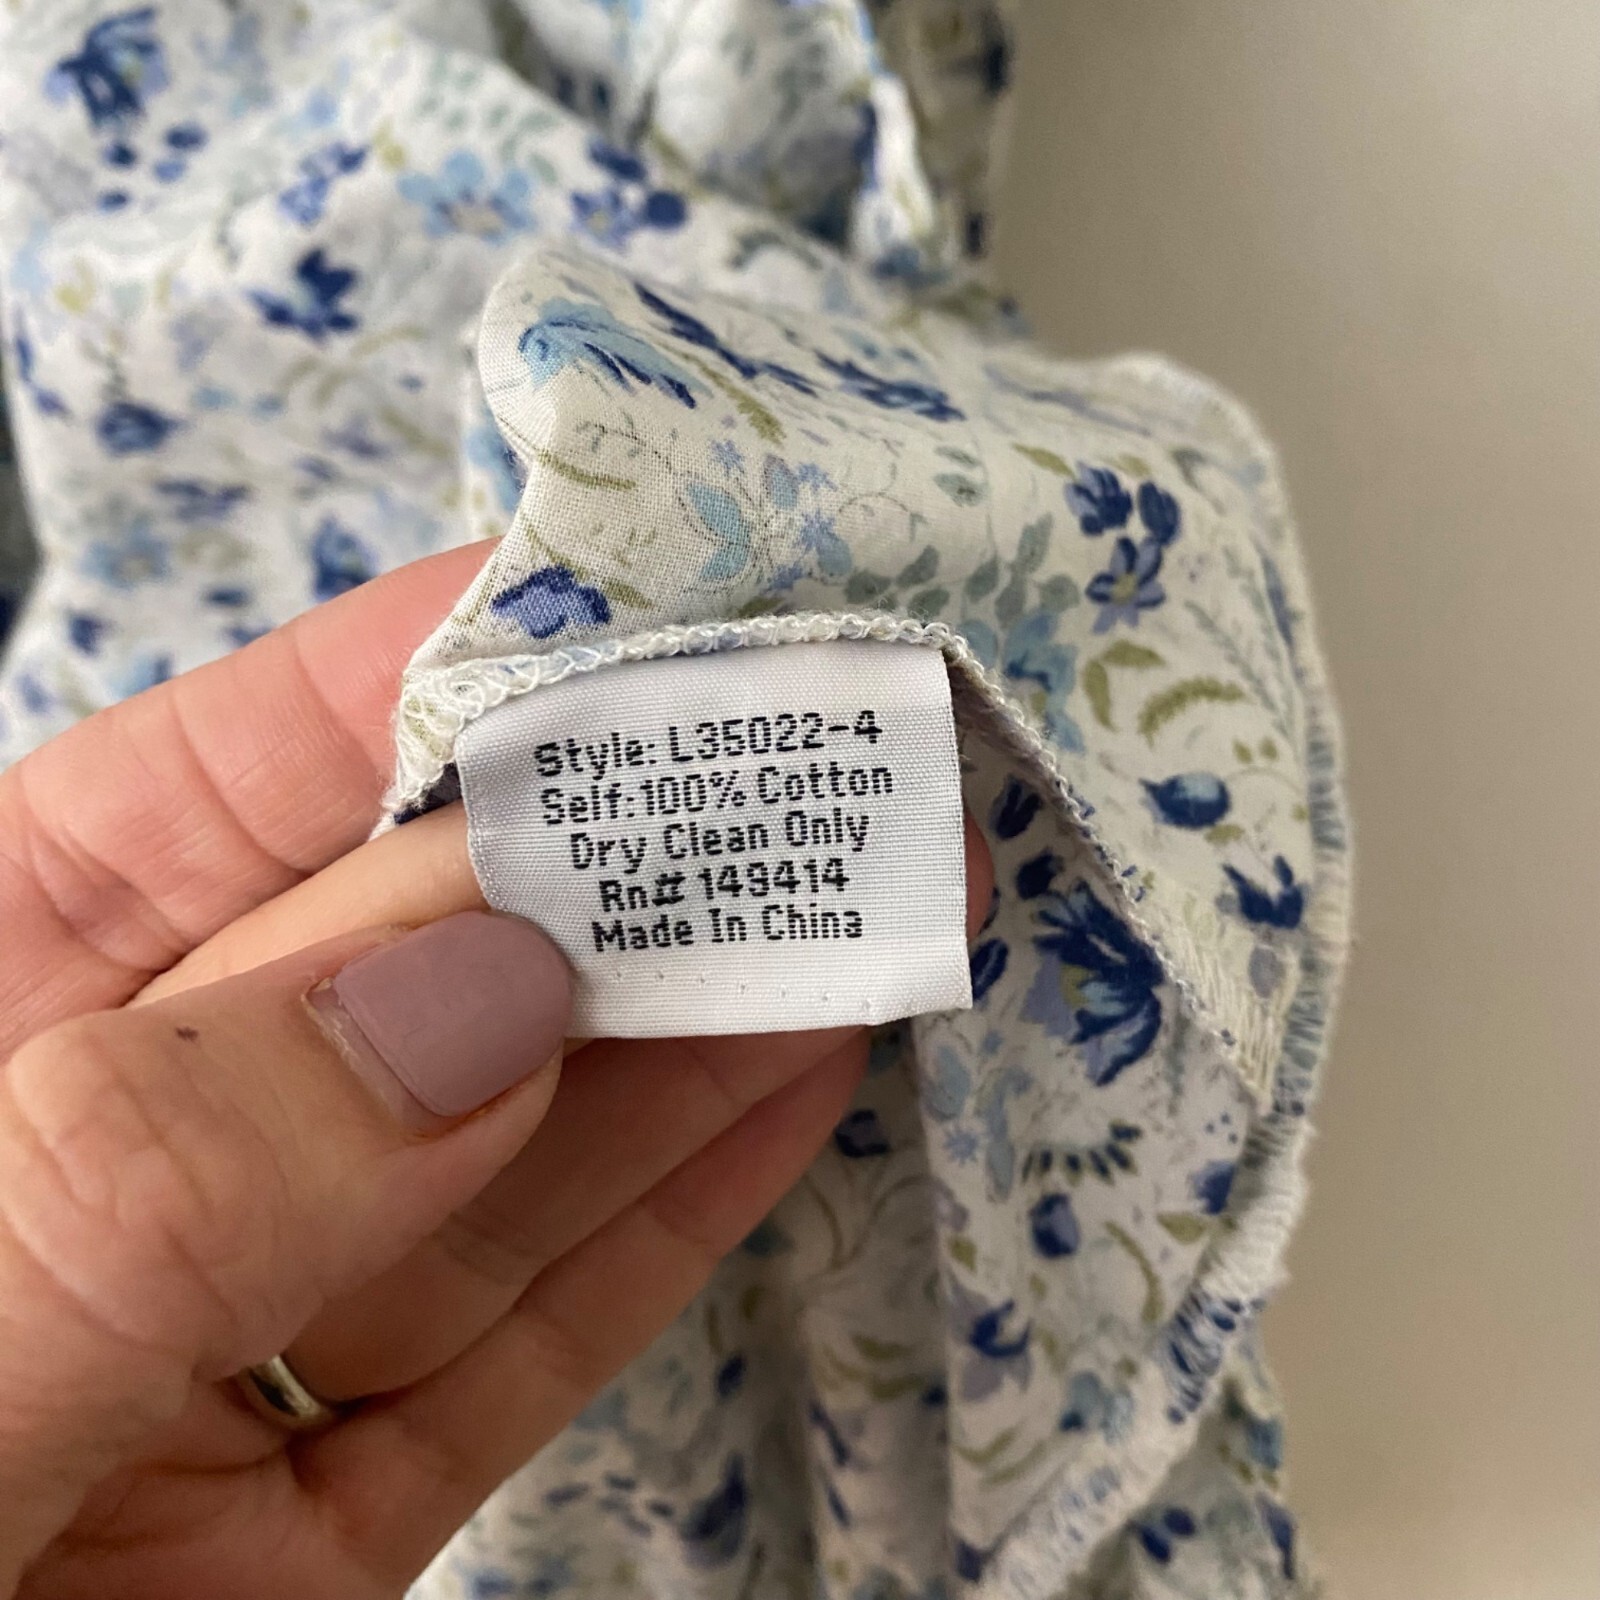 Style: L35022-4
Self:100% Cotton
Dry Clean Only
Rn# 149414
Made In China